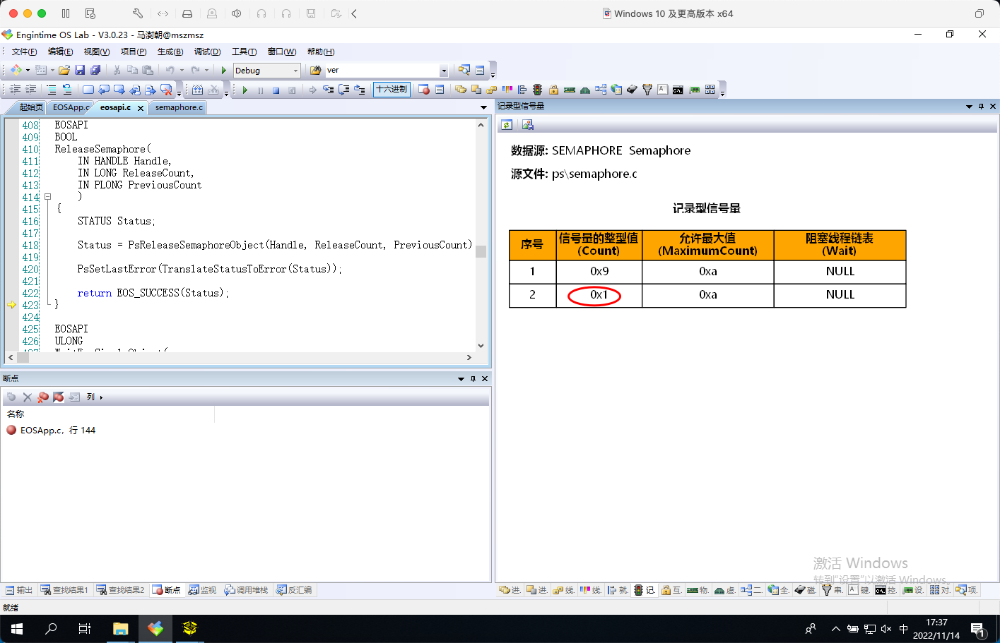 Windows 10 及更高版本 x64
Engintime OS Lab - V3.0.23 - 马澍朝@mszmsz
文件(F) 编辑(E) 视图(V) 项目(P) 生成(B) 调试(D) 工具(T) 窗口(W) 帮助(H)
Debug ver
十六进制
起始页 EOSApp.c eosapi.c semaphore.c
408 EOSAPI
409 BOOL
410 ReleaseSemaphore(
411 IN HANDLE Handle,
412 IN LONG ReleaseCount,
413 IN PLONG PreviousCount
414 )
415 {
416 STATUS Status;
417
418 Status = PsReleaseSemaphoreObject(Handle, ReleaseCount, PreviousCount)
419
420 PsSetLastError(TranslateStatusToError(Status));
421
422 return EOS_SUCCESS(Status);
423 }
424
425 EOSAPI
426 ULONG
断点
列
名称
EOSApp.c, 行 144
输出 查找结果1 查找结果2 断点 监视 调用堆栈 反汇编
就绪
记录型信号量
数据源: SEMAPHORE Semaphore
源文件: ps\semaphore.c
记录型信号量
序号 信号量的整型值 (Count) 允许最大值 (MaximumCount) 阻塞线程链表 (Wait)
1 0x9 0xa NULL
2 0x1 0xa NULL
激活 Windows
转到"设置"以激活 Windows。
进. 进. 线. 线. 就. 记. 互. 物. 虚. 二. 全. 磁. 串. 键. 控. 设. 对. 项.
中
17:37
2022/11/14
1